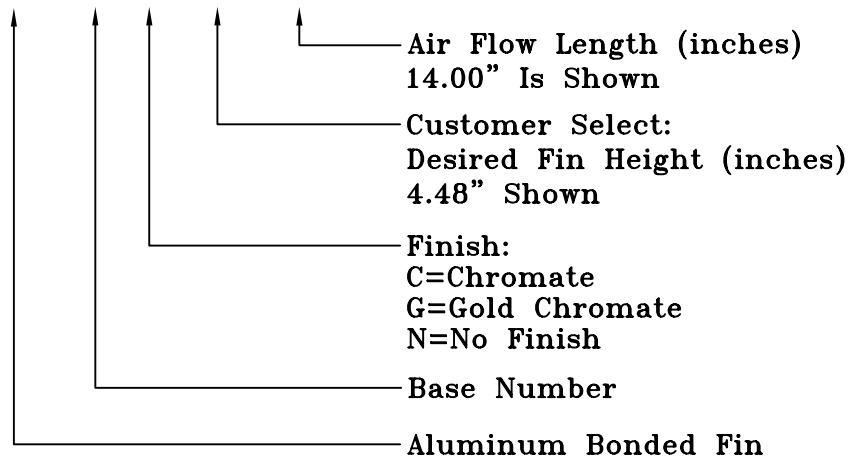 Air Flow Length (inches)
14.00” Is Shown
Customer Select:
Desired Fin Height (inches)
4.48” Shown
Finish:
C=Chromate
G=Gold Chromate
N=No Finish
Base Number
Aluminum Bonded Fin